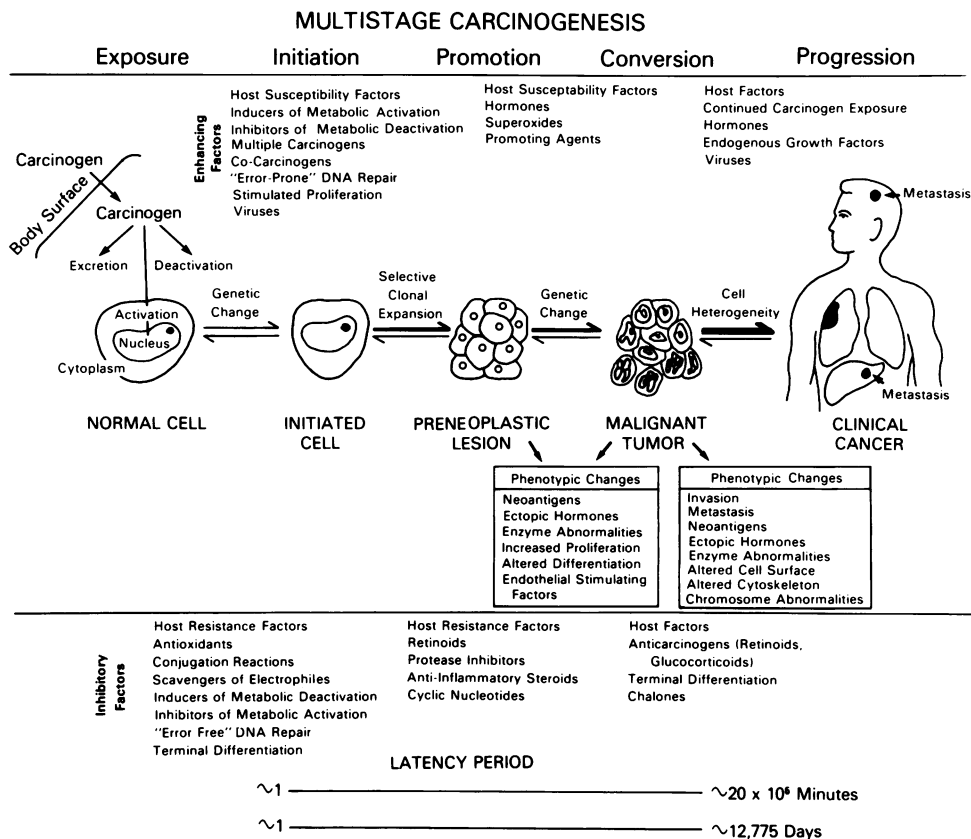 MULTISTAGE CARCINOGENESIS
Exposure
Initiation
Promotion
Conversion
Progression
Enhancing
Factors
Host Susceptibility Factors
Inducers of Metabolic Activation
Inhibitors of Metabolic Deactivation
Multiple Carcinogens
Co-Carcinogens
"Error-Prone" DNA Repair
Stimulated Proliferation
Viruses
Host Susceptability Factors
Hormones
Superoxides
Promoting Agents
Host Factors
Continued Carcinogen Exposure
Hormones
Endogenous Growth Factors
Viruses
Carcinogen
Body Surface
Carcinogen
Excretion
Deactivation
Activation
Nucleus
Cytoplasm
Genetic
Change
Selective
Clonal
Expansion
Genetic
Change
Cell
Heterogeneity
Metastasis
Metastasis
NORMAL CELL
INITIATED
CELL
PRENEOPLASTIC
LESION
MALIGNANT
TUMOR
CLINICAL
CANCER
Phenotypic Changes
Neoantigens
Ectopic Hormones
Enzyme Abnormalities
Increased Proliferation
Altered Differentiation
Endothelial Stimulating
Factors
Phenotypic Changes
Invasion
Metastasis
Neoantigens
Ectopic Hormones
Enzyme Abnormalities
Altered Cell Surface
Altered Cytoskeleton
Chromosome Abnormalities
Inhibitory
Factors
Host Resistance Factors
Antioxidants
Conjugation Reactions
Scavengers of Electrophiles
Inducers of Metabolic Deactivation
Inhibitors of Metabolic Activation
"Error Free" DNA Repair
Terminal Differentiation
Host Resistance Factors
Retinoids
Protease Inhibitors
Anti-Inflammatory Steroids
Cyclic Nucleotides
Host Factors
Anticarcinogens (Retinoids,
Glucocorticoids)
Terminal Differentiation
Chalones
LATENCY PERIOD
~1 ~20 x 10⁶ Minutes
~1 ~12,775 Days